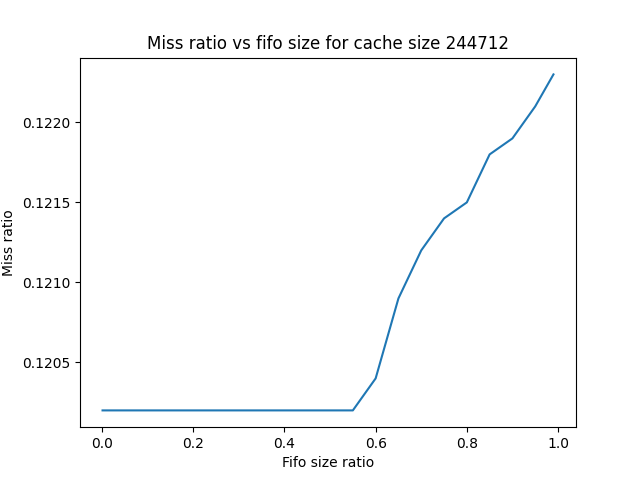 Miss ratio vs fifo size for cache size 244712
0.1220
0.1215
0.1210
0.1205
Miss ratio
0.0 0.2 0.4 0.6 0.8 1.0
Fifo size ratio